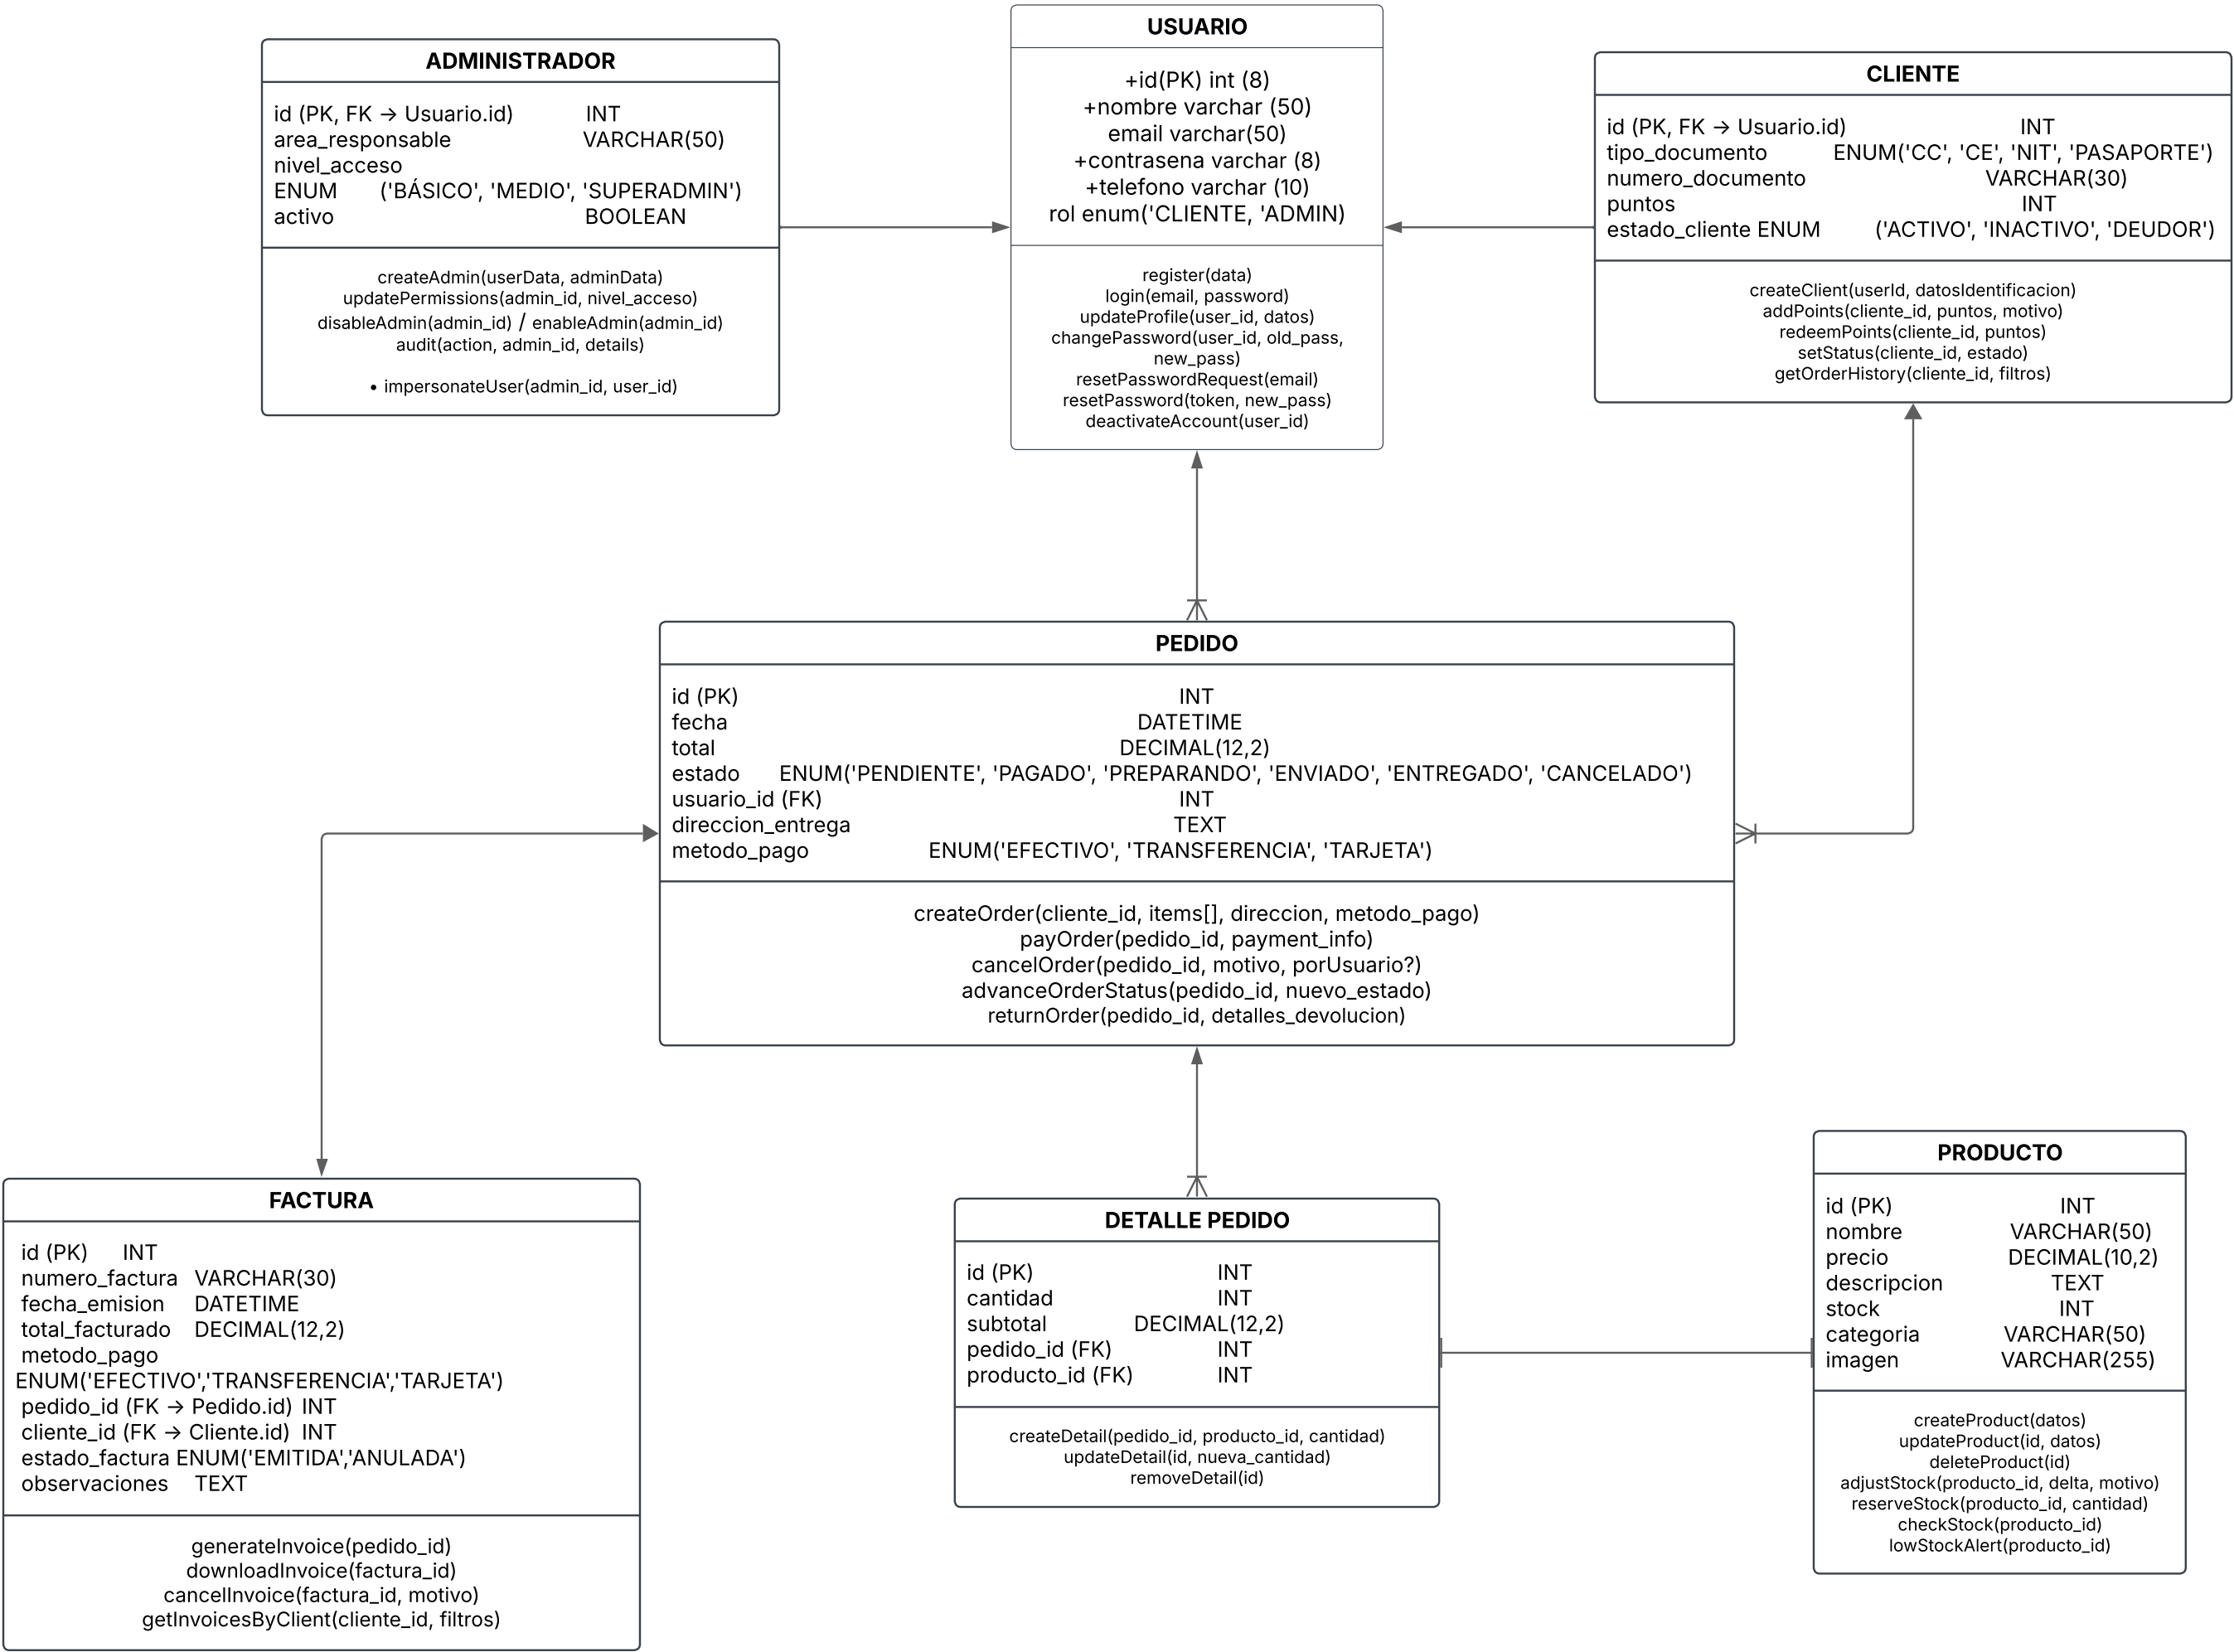 ADMINISTRADOR
id (PK, FK → Usuario.id) INT
area_responsable VARCHAR(50)
nivel_acceso
ENUM ('BÁSICO', 'MEDIO', 'SUPERADMIN')
activo BOOLEAN
createAdmin(userData, adminData)
updatePermissions(admin_id, nivel_acceso)
disableAdmin(admin_id) / enableAdmin(admin_id)
audit(action, admin_id, details)
• impersonateUser(admin_id, user_id)
USUARIO
+id(PK) int (8)
+nombre varchar (50)
email varchar(50)
+contrasena varchar (8)
+telefono varchar (10)
rol enum('CLIENTE, 'ADMIN)
register(data)
login(email, password)
updateProfile(user_id, datos)
changePassword(user_id, old_pass,
new_pass)
resetPasswordRequest(email)
resetPassword(token, new_pass)
deactivateAccount(user_id)
CLIENTE
id (PK, FK → Usuario.id) INT
tipo_documento ENUM('CC', 'CE', 'NIT', 'PASAPORTE')
numero_documento VARCHAR(30)
puntos INT
estado_cliente ENUM ('ACTIVO', 'INACTIVO', 'DEUDOR')
createClient(userId, datosIdentificacion)
addPoints(cliente_id, puntos, motivo)
redeemPoints(cliente_id, puntos)
setStatus(cliente_id, estado)
getOrderHistory(cliente_id, filtros)
PEDIDO
id (PK) INT
fecha DATETIME
total DECIMAL(12,2)
estado ENUM('PENDIENTE', 'PAGADO', 'PREPARANDO', 'ENVIADO', 'ENTREGADO', 'CANCELADO')
usuario_id (FK) INT
direccion_entrega TEXT
metodo_pago ENUM('EFECTIVO', 'TRANSFERENCIA', 'TARJETA')
createOrder(cliente_id, items[], direccion, metodo_pago)
payOrder(pedido_id, payment_info)
cancelOrder(pedido_id, motivo, porUsuario?)
advanceOrderStatus(pedido_id, nuevo_estado)
returnOrder(pedido_id, detalles_devolucion)
FACTURA
id (PK) INT
numero_factura VARCHAR(30)
fecha_emision DATETIME
total_facturado DECIMAL(12,2)
metodo_pago
ENUM('EFECTIVO','TRANSFERENCIA','TARJETA')
pedido_id (FK → Pedido.id) INT
cliente_id (FK → Cliente.id) INT
estado_factura ENUM('EMITIDA','ANULADA')
observaciones TEXT
generateInvoice(pedido_id)
downloadInvoice(factura_id)
cancelInvoice(factura_id, motivo)
getInvoicesByClient(cliente_id, filtros)
DETALLE PEDIDO
id (PK) INT
cantidad INT
subtotal DECIMAL(12,2)
pedido_id (FK) INT
producto_id (FK) INT
createDetail(pedido_id, producto_id, cantidad)
updateDetail(id, nueva_cantidad)
removeDetail(id)
PRODUCTO
id (PK) INT
nombre VARCHAR(50)
precio DECIMAL(10,2)
descripcion TEXT
stock INT
categoria VARCHAR(50)
imagen VARCHAR(255)
createProduct(datos)
updateProduct(id, datos)
deleteProduct(id)
adjustStock(producto_id, delta, motivo)
reserveStock(producto_id, cantidad)
checkStock(producto_id)
lowStockAlert(producto_id)